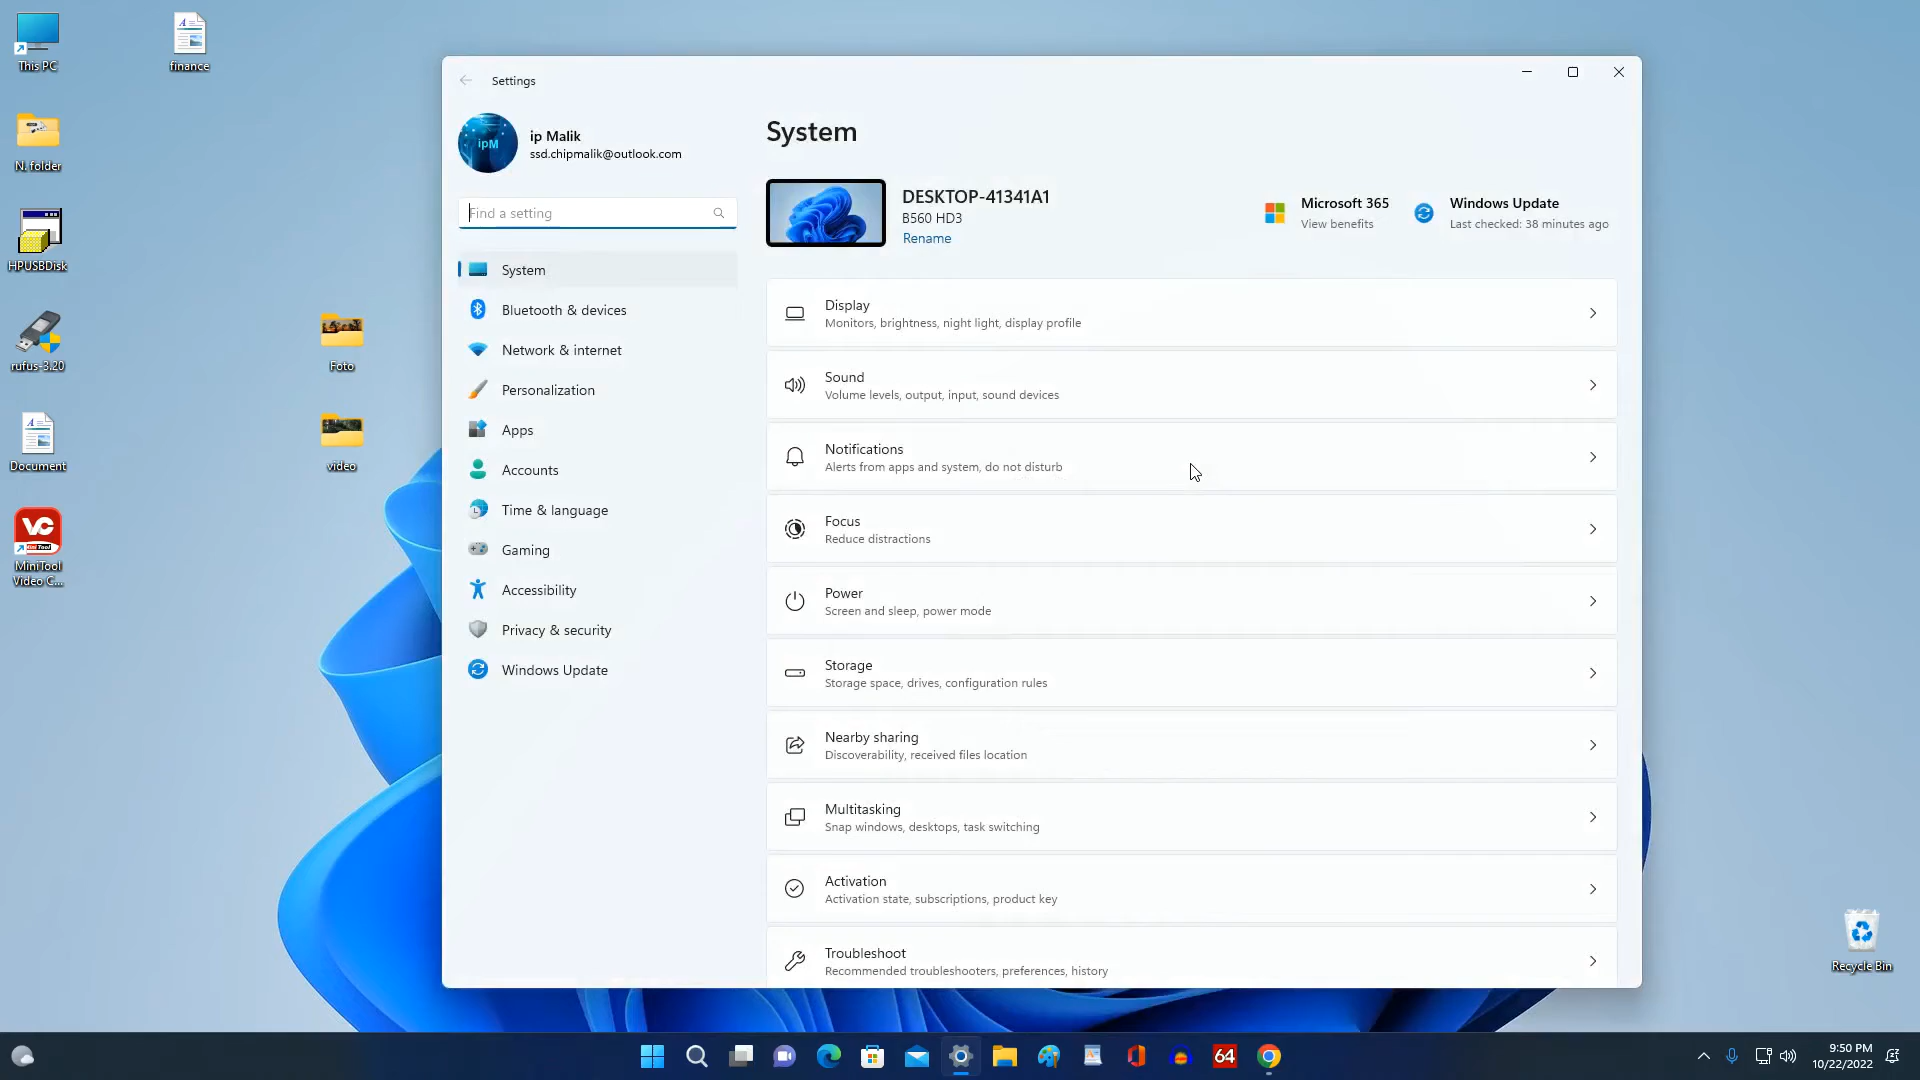 This PC
finance
N. folder
HPUSBDisk
rufus-3.20
Document
MiniTool
Video C...
Foto
video
Settings
ipM
ip Malik
ssd.chipmalik@outlook.com
Find a setting
System
Bluetooth & devices
Network & internet
Personalization
Apps
Accounts
Time & language
Gaming
Accessibility
Privacy & security
Windows Update
System
DESKTOP-41341A1
B560 HD3
Rename
Microsoft 365
View benefits
Windows Update
Last checked: 38 minutes ago
Display
Monitors, brightness, night light, display profile
Sound
Volume levels, output, input, sound devices
Notifications
Alerts from apps and system, do not disturb
Focus
Reduce distractions
Power
Screen and sleep, power mode
Storage
Storage space, drives, configuration rules
Nearby sharing
Discoverability, received files location
Multitasking
Snap windows, desktops, task switching
Activation
Activation state, subscriptions, product key
Troubleshoot
Recommended troubleshooters, preferences, history
Recycle Bin
64
9:50 PM
10/22/2022